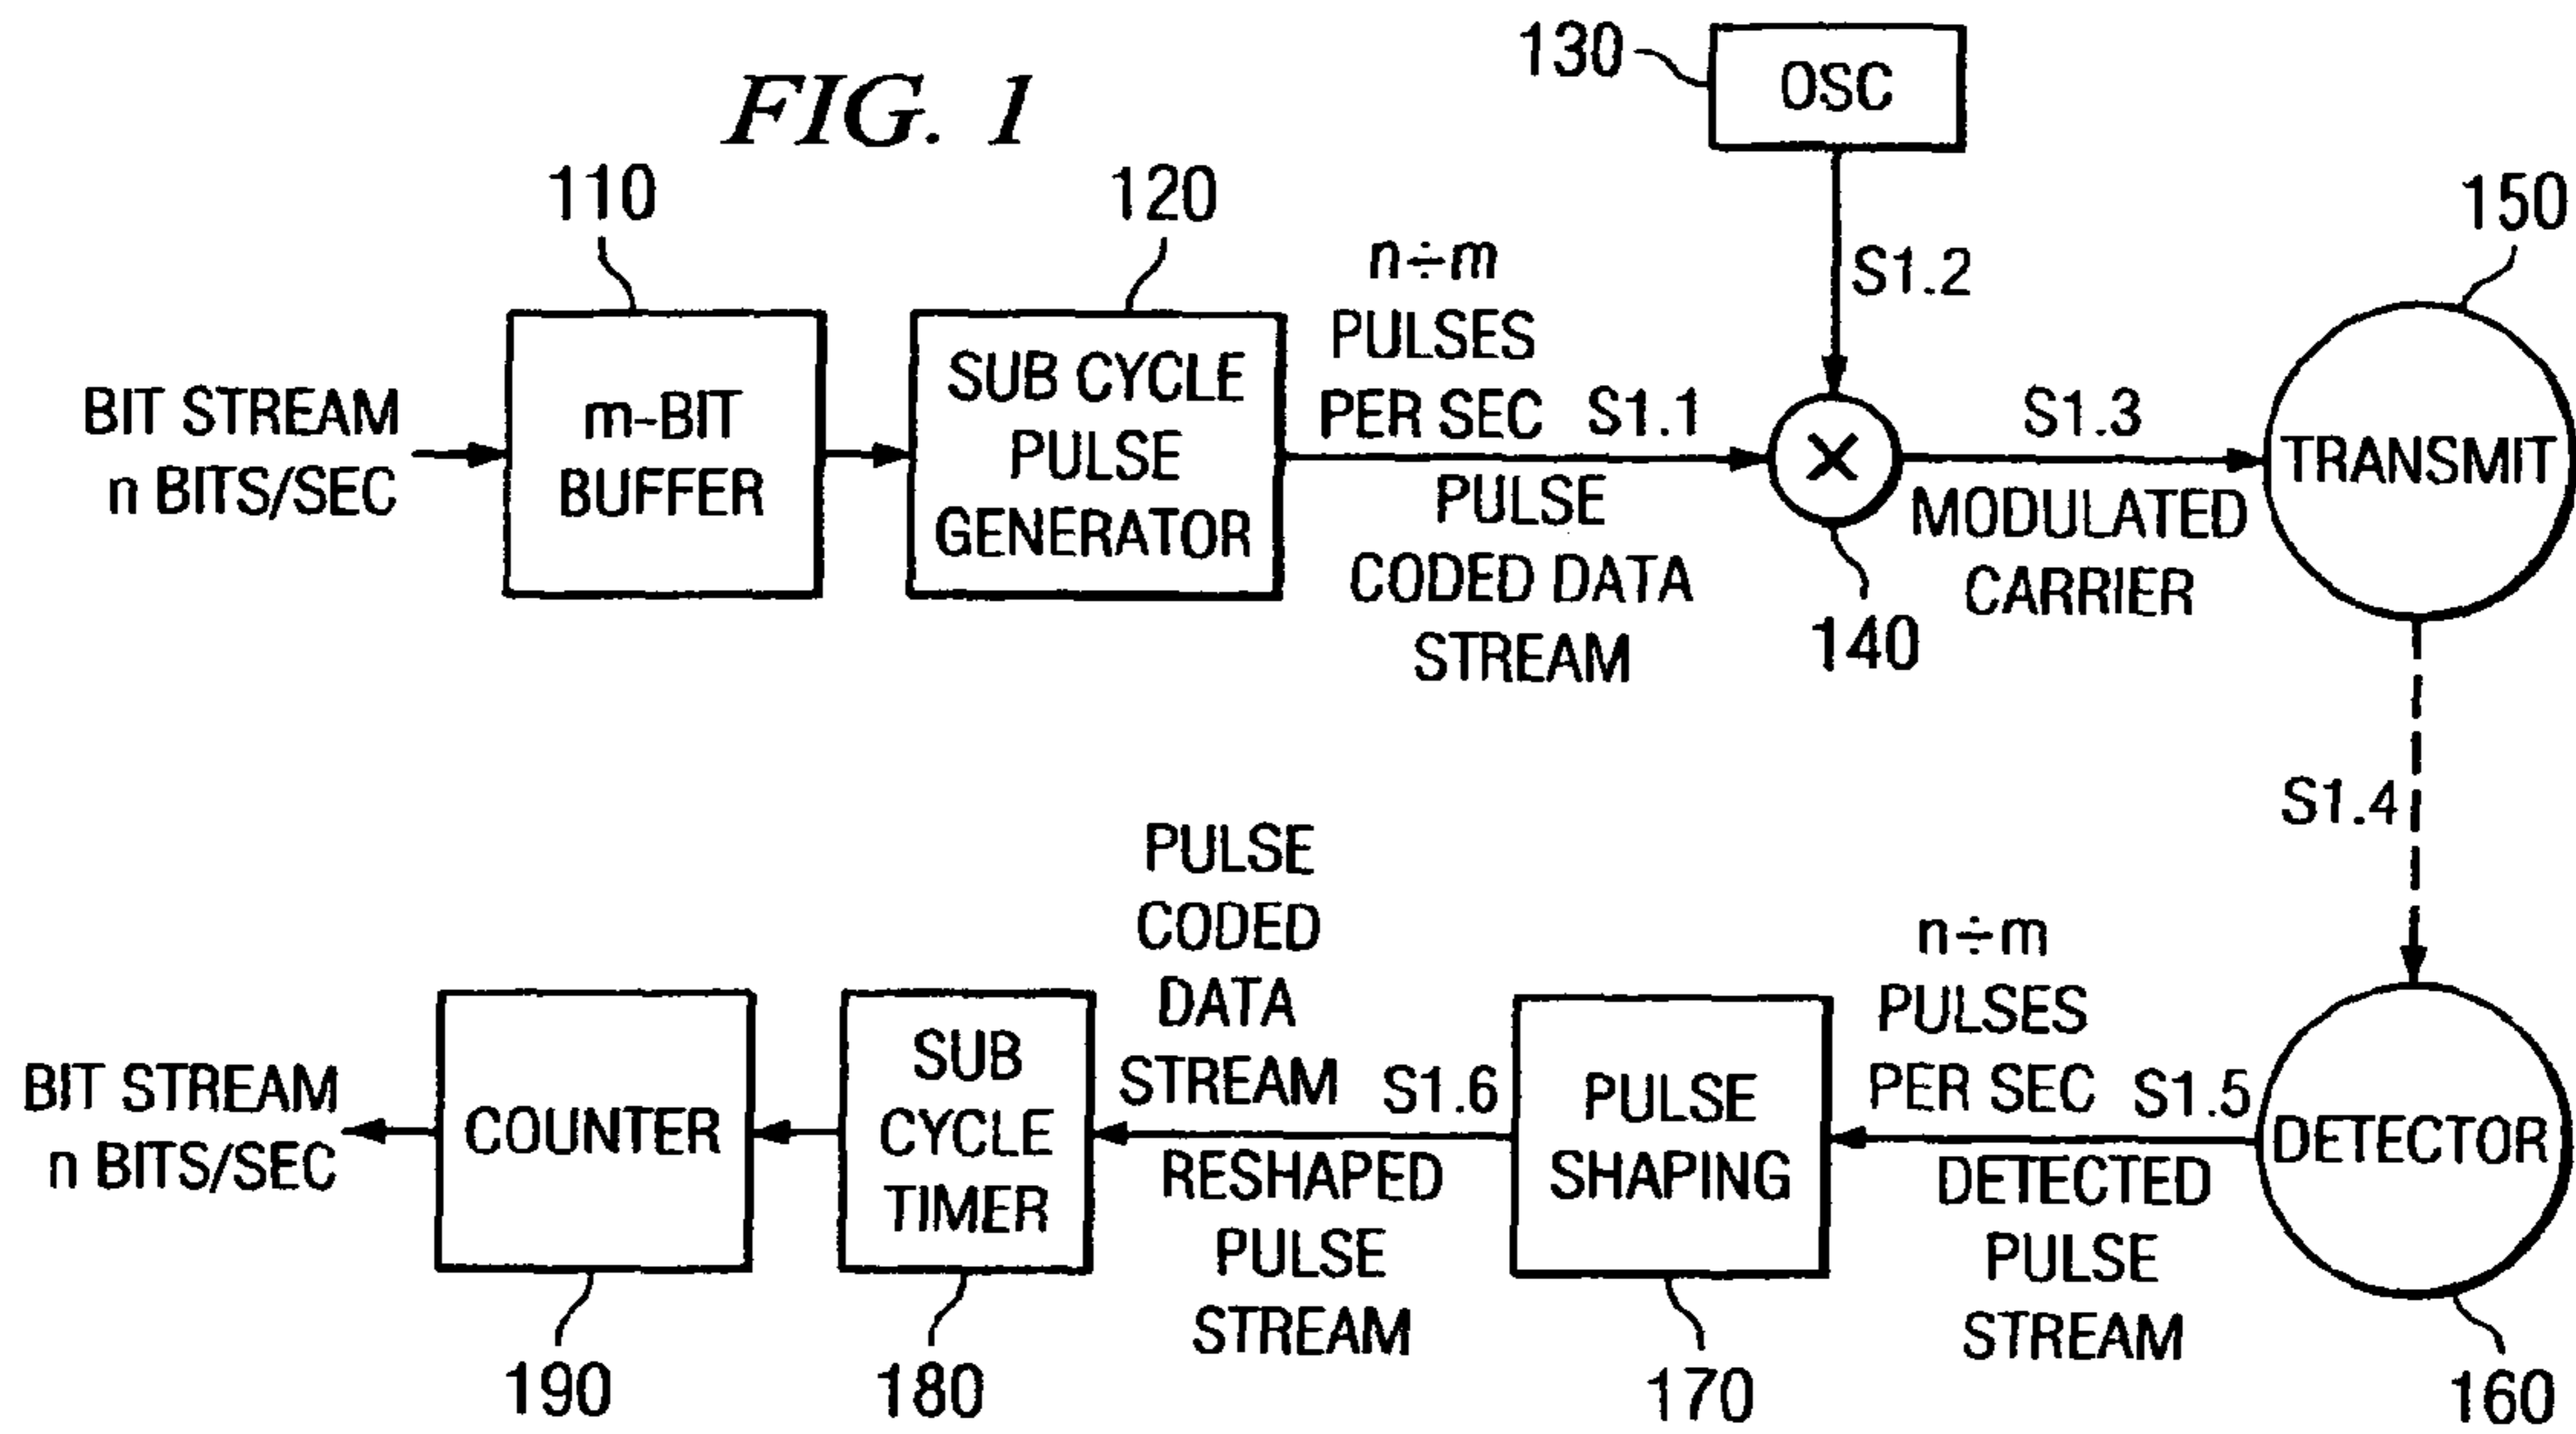 FIG. 1
130
OSC
110
120
150
n÷m
PULSES
PER SEC
S1.1
S1.2
BIT STREAM
n BITS/SEC
m-BIT
BUFFER
SUB CYCLE
PULSE
GENERATOR
PULSE
CODED DATA
STREAM
×
140
S1.3
MODULATED
CARRIER
TRANSMIT
S1.4
PULSE
CODED
DATA
STREAM
S1.6
n÷m
PULSES
PER SEC
S1.5
BIT STREAM
n BITS/SEC
COUNTER
SUB
CYCLE
TIMER
RESHAPED
PULSE
STREAM
PULSE
SHAPING
DETECTED
PULSE
STREAM
DETECTOR
190
180
170
160